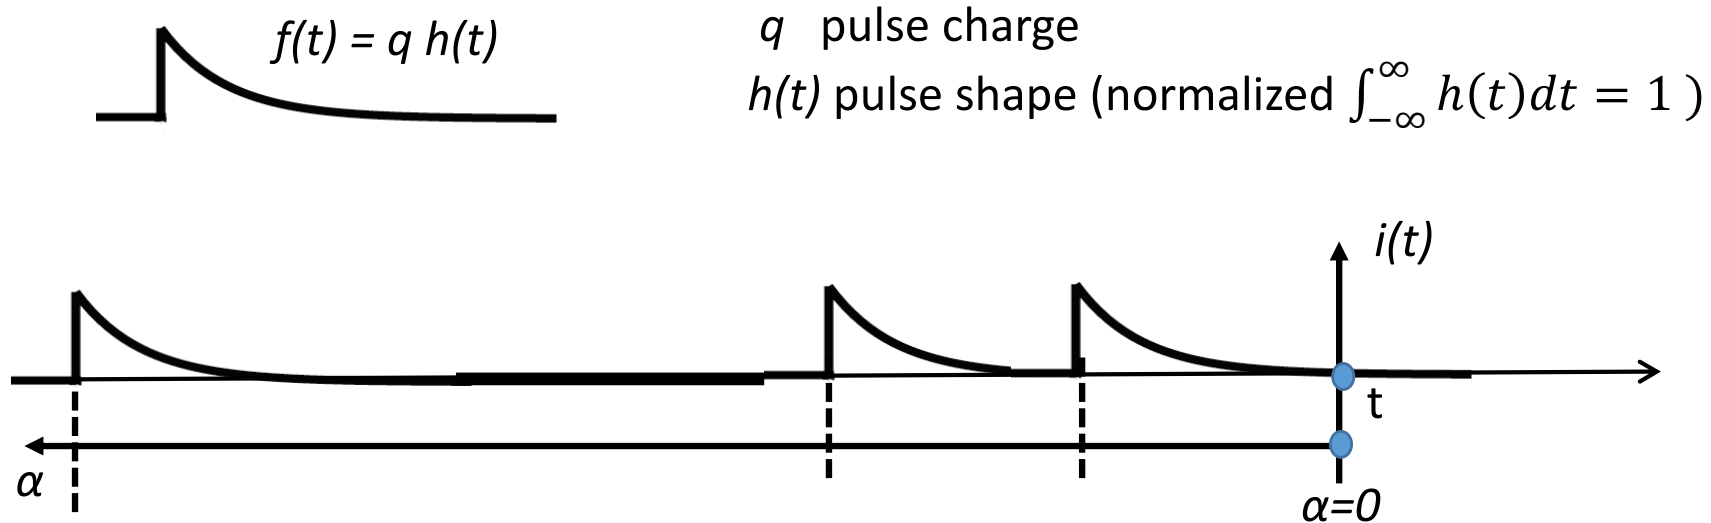 f(t) = q h(t)
q pulse charge
h(t) pulse shape (normalized ∫_{-∞}^{∞} h(t)dt = 1 )
i(t)
t
α
α=0